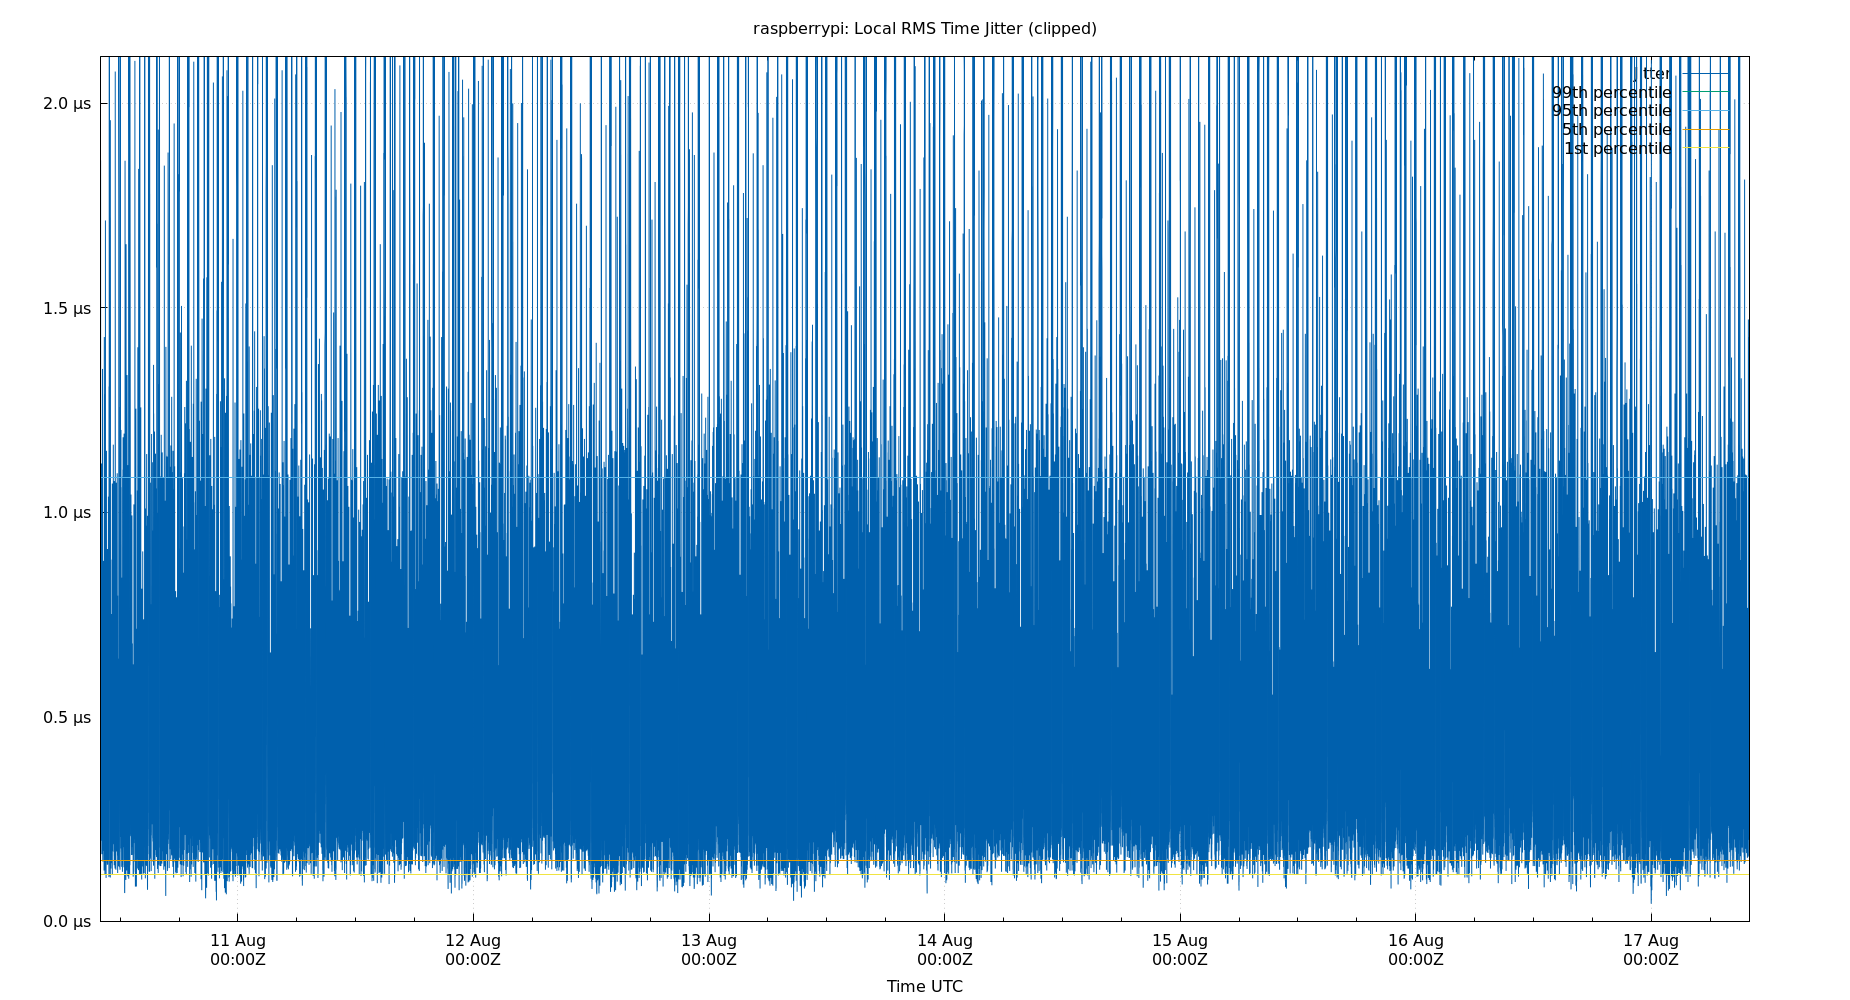 raspberrypi: Local RMS Time Jitter (clipped)
jitter
99th percentile
95th percentile
5th percentile
1st percentile
2.0 µs
1.5 µs
1.0 µs
0.5 µs
0.0 µs
11 Aug 12 Aug 13 Aug 14 Aug 15 Aug 16 Aug 17 Aug
00:00Z 00:00Z 00:00Z 00:00Z 00:00Z 00:00Z 00:00Z
Time UTC